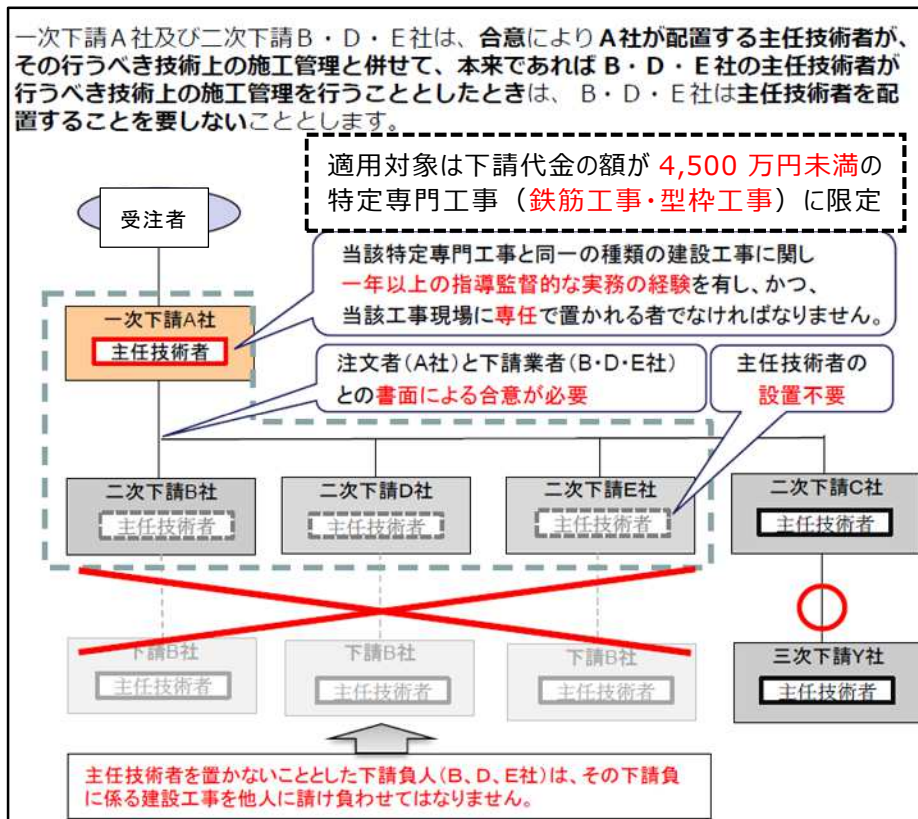 一次下請A社及び二次下請B・D・E社は、合意によりA社が配置する主任技術者が、
その行うべき技術上の施工管理と併せて、本来であればB・D・E社の主任技術者が
行うべき技術上の施工管理を行うこととしたときは、B・D・E社は主任技術者を配
置することを要しないこととします。
適用対象は下請代金の額が 4,500 万円未満の
特定専門工事（鉄筋工事・型枠工事）に限定
受注者
当該特定専門工事と同一の種類の建設工事に関し
一年以上の指導監督的な実務の経験を有し、かつ、
当該工事現場に専任で置かれる者でなければなりません。
一次下請A社
主任技術者
注文者(A社)と下請業者(B・D・E社)
との書面による合意が必要
主任技術者の
設置不要
二次下請B社
主任技術者
二次下請D社
主任技術者
二次下請E社
主任技術者
二次下請C社
主任技術者
下請B社
主任技術者
下請B社
主任技術者
下請B社
主任技術者
三次下請Y社
主任技術者
主任技術者を置かないこととした下請負人(B、D、E社)は、その下請負
に係る建設工事を他人に請け負わせてはなりません。